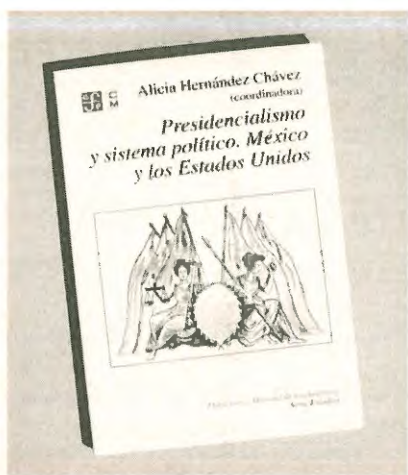 C
M
Alicia Hernández Chávez
(coordinadora)
Presidencialismo
y sistema político. México
y los Estados Unidos